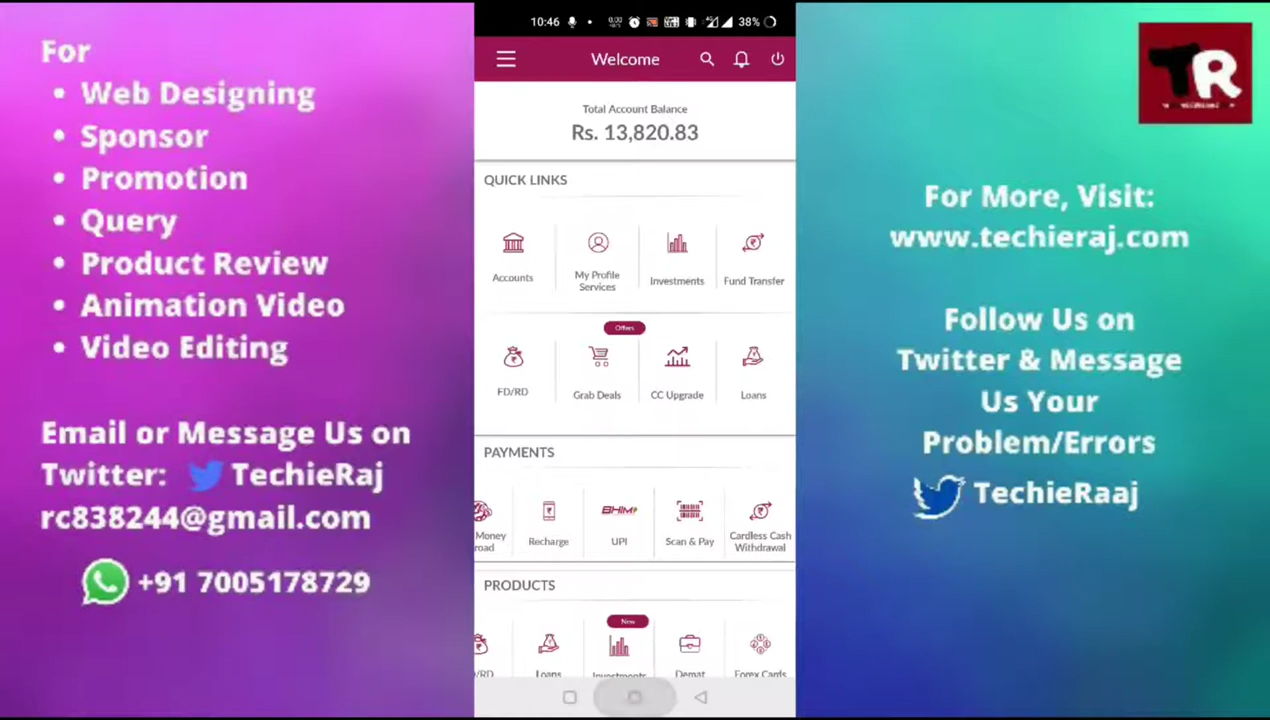 For
• Web Designing
• Sponsor
• Promotion
• Query
• Product Review
• Animation Video
• Video Editing
Email or Message Us on
Twitter: TechieRaj
rc838244@gmail.com
+91 7005178729
10:46
38%
Welcome
Total Account Balance
Rs. 13,820.83
QUICK LINKS
Accounts
My Profile
Services
Investments
Fund Transfer
Offers
FD/RD
Grab Deals
CC Upgrade
Loans
PAYMENTS
Money
road
Recharge
BHIM
UPI
Scan & Pay
Cardless Cash
Withdrawal
PRODUCTS
New
/RD
Loans
Investments
Demat
Forex Cards
TR
For More, Visit:
www.techieraj.com
Follow Us on
Twitter & Message
Us Your
Problem/Errors
TechieRaaj